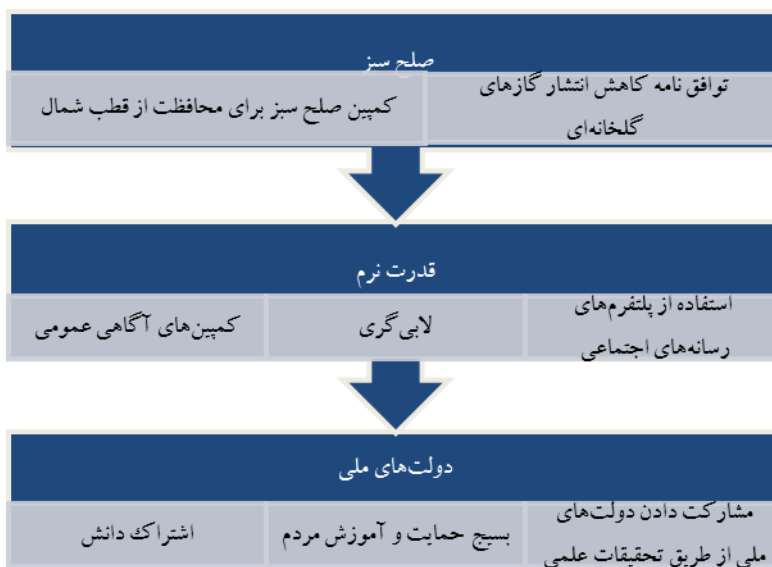 صلح سبز
توافق نامه کاهش انتشار گازهای
گلخانه‌ای
کمپین صلح سبز برای محافظت از قطب شمال
قدرت نرم
استفاده از پلتفرم‌های
رسانه‌های اجتماعی
لابی‌گری
کمپین‌های آگاهی عمومی
دولت‌های ملی
مشارکت دادن دولت‌های
ملی از طریق تحقیقات علمی
بسیج حمایت و آموزش مردم
اشتراک دانش